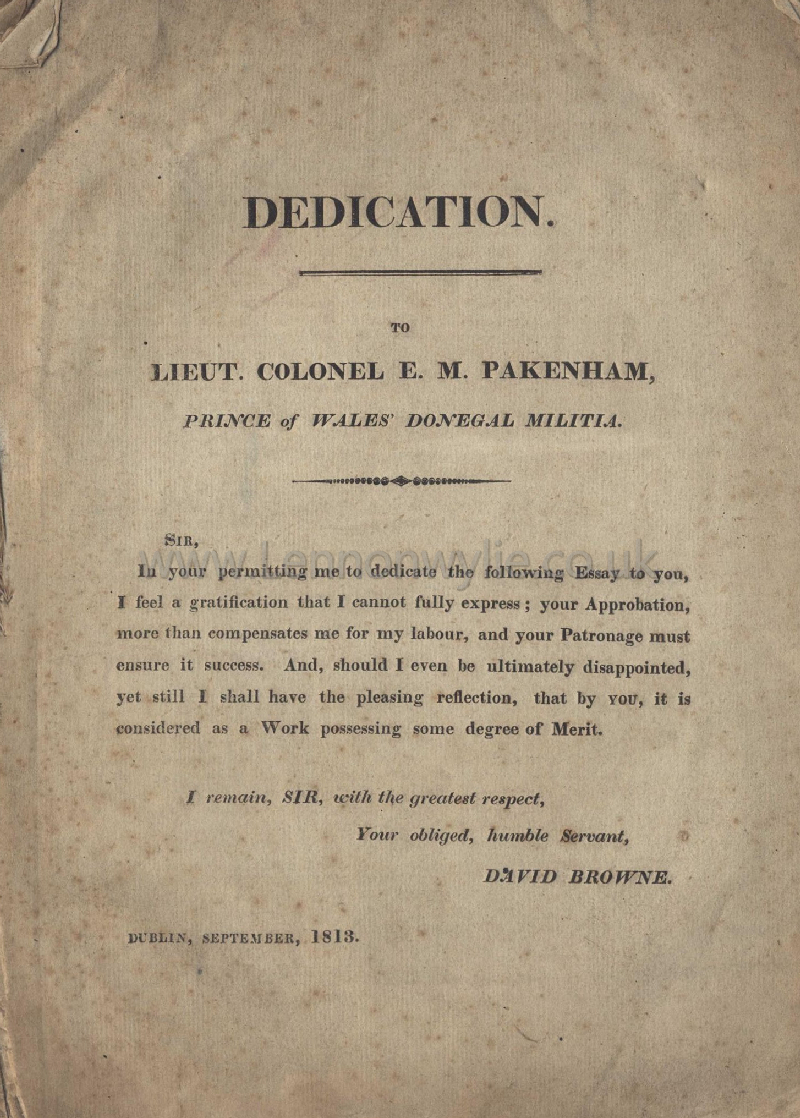 DEDICATION.
TO
LIEUT. COLONEL E. M. PAKENHAM,
PRINCE of WALES' DONEGAL MILITIA.
SIR,
In your permitting me to dedicate the following Essay to you,
I feel a gratification that I cannot fully express; your Approbation,
more than compensates me for my labour, and your Patronage must
ensure it success. And, should I even be ultimately disappointed,
yet still I shall have the pleasing reflection, that by YOU, it is
considered as a Work possessing some degree of Merit.
I remain, SIR, with the greatest respect,
Your obliged, humble Servant,
DAVID BROWNE.
DUBLIN, SEPTEMBER, 1813.
www.Lennonwylie.co.uk